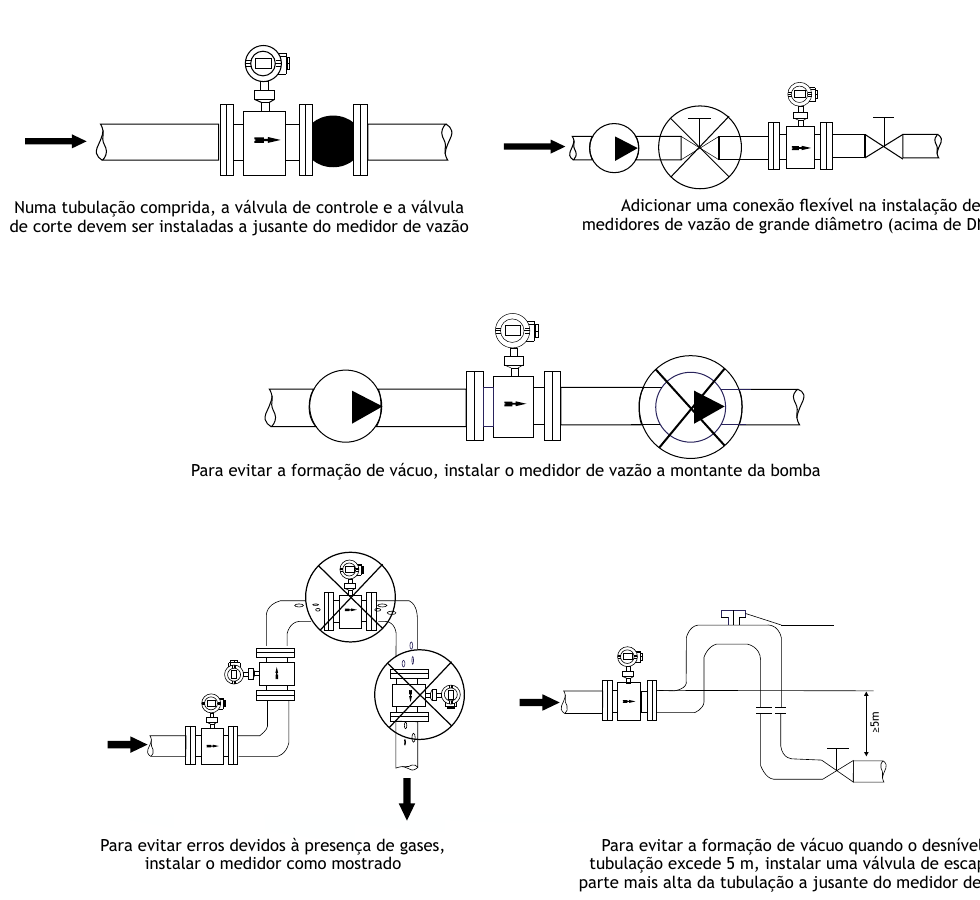 Numa tubulação comprida, a válvula de controle e a válvula
de corte devem ser instaladas a jusante do medidor de vazão
Adicionar uma conexão flexível na instalação de
medidores de vazão de grande diâmetro (acima de
Para evitar a formação de vácuo, instalar o medidor de vazão a montante da bomba
≥5m
Para evitar erros devidos à presença de gases,
instalar o medidor como mostrado
Para evitar a formação de vácuo quando o desnível
tubulação excede 5 m, instalar uma válvula de
parte mais alta da tubulação a jusante do medidor de